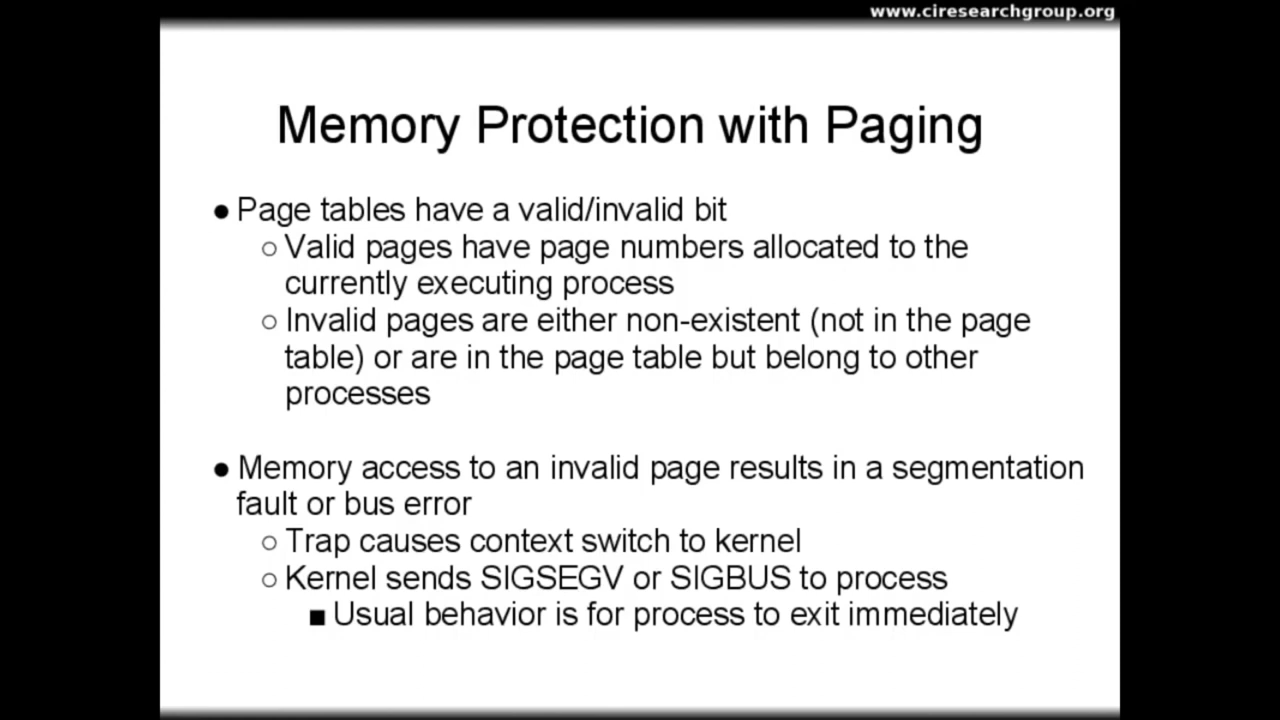 www.ciresearchgroup.org
Memory Protection with Paging
● Page tables have a valid/invalid bit
○ Valid pages have page numbers allocated to the
currently executing process
○ Invalid pages are either non-existent (not in the page
table) or are in the page table but belong to other
processes
● Memory access to an invalid page results in a segmentation
fault or bus error
○ Trap causes context switch to kernel
○ Kernel sends SIGSEGV or SIGBUS to process
■ Usual behavior is for process to exit immediately